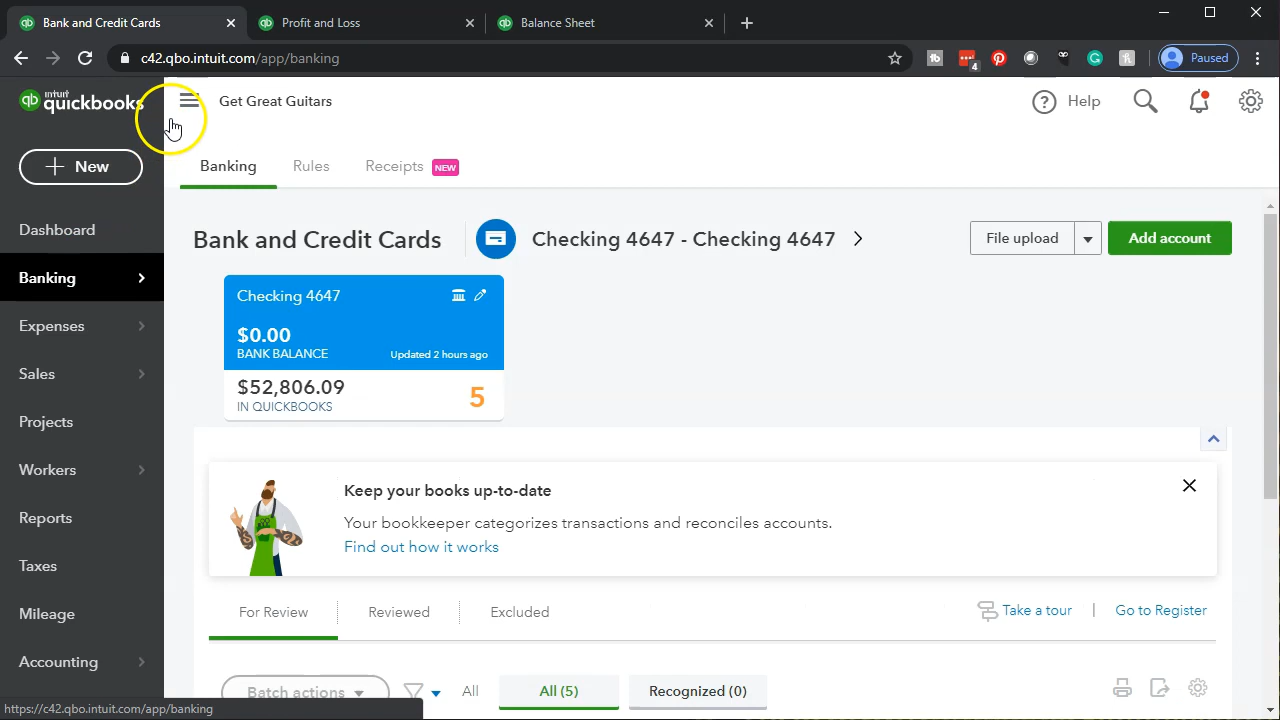 Bank and Credit Cards
Profit and Loss
Balance Sheet
c42.qbo.intuit.com/app/banking
4
Paused
intuit
quickbooks
Get Great Guitars
Help
New
Banking
Rules
Receipts
NEW
Dashboard
Banking
Expenses
Sales
Projects
Workers
Reports
Taxes
Mileage
Accounting
Bank and Credit Cards
Checking 4647 - Checking 4647
File upload
Add account
Checking 4647
$0.00
BANK BALANCE
Updated 2 hours ago
$52,806.09
IN QUICKBOOKS
5
Keep your books up-to-date
Your bookkeeper categorizes transactions and reconciles accounts.
Find out how it works
For Review
Reviewed
Excluded
Take a tour
Go to Register
Batch actions
All
All (5)
Recognized (0)
https://c42.qbo.intuit.com/app/banking